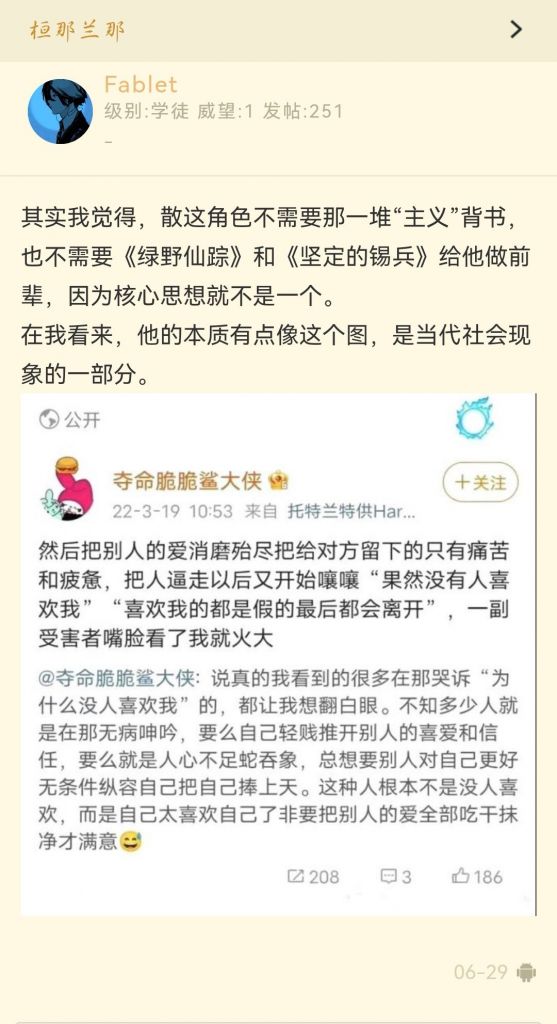 桓那兰那
Fablet
级别:学徒 威望:1 发帖:251
-
其实我觉得，散这角色不需要那一堆“主义”背书，
也不需要《绿野仙踪》和《坚定的锡兵》给他做前
辈，因为核心思想就不是一个。
在我看来，他的本质有点像这个图，是当代社会现
象的一部分。
公开
夺命脆脆鲨大侠
+关注
22-3-19 10:53 来自 托特兰特供Har...
然后把别人的爱消磨殆尽把给对方留下的只有痛苦
和疲惫，把人逼走以后又开始嚷嚷“果然没有人喜
欢我”“喜欢我的都是假的最后都会离开”，一副
受害者嘴脸看了我就火大
@夺命脆脆鲨大侠：说真的我看到的很多在那哭诉“为
什么没人喜欢我”的，都让我想翻白眼。不知多少人就
是在那无病呻吟，要么自己轻贱推开别人的喜爱和信
任，要么就是人心不足蛇吞象，总想要别人对自己更好
无条件纵容自己把自己捧上天。这种人根本不是没人喜
欢，而是自己太喜欢自己了非要把别人的爱全部吃干抹
净才满意😅
208 3 186
06-29